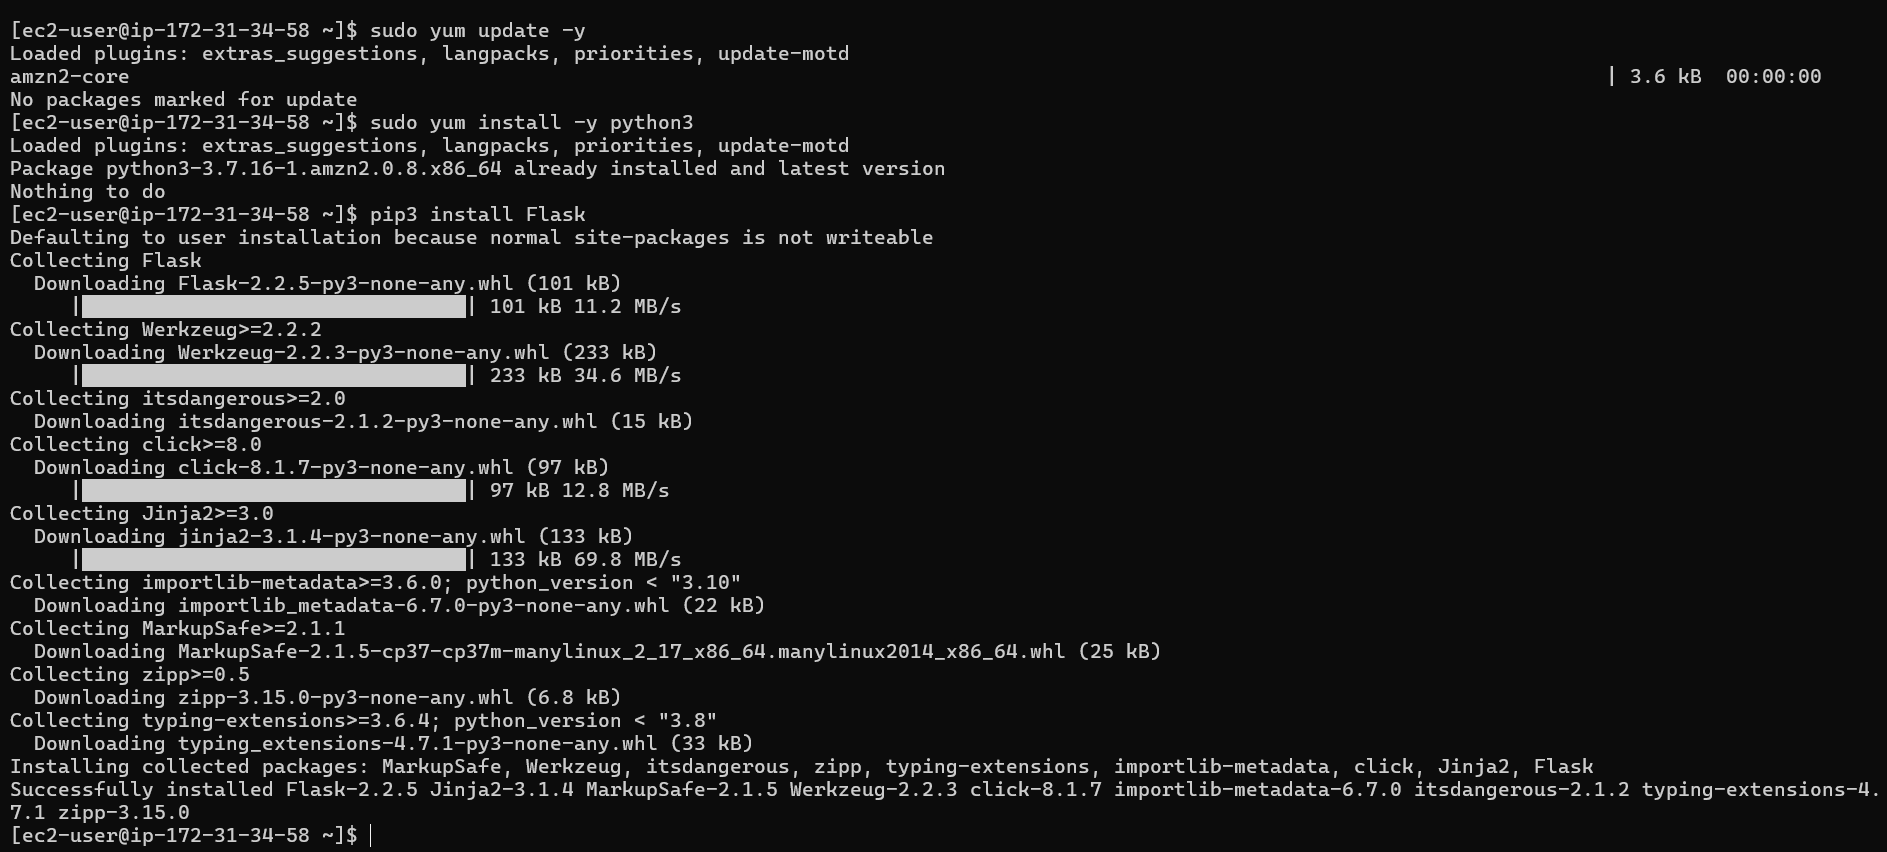 [ec2-user@ip-172-31-34-58 ~]$ sudo yum update -y
Loaded plugins: extras_suggestions, langpacks, priorities, update-motd
amzn2-core | 3.6 kB  00:00:00
No packages marked for update
[ec2-user@ip-172-31-34-58 ~]$ sudo yum install -y python3
Loaded plugins: extras_suggestions, langpacks, priorities, update-motd
Package python3-3.7.16-1.amzn2.0.8.x86_64 already installed and latest version
Nothing to do
[ec2-user@ip-172-31-34-58 ~]$ pip3 install Flask
Defaulting to user installation because normal site-packages is not writeable
Collecting Flask
  Downloading Flask-2.2.5-py3-none-any.whl (101 kB)
     |████████████████████████████████| 101 kB 11.2 MB/s
Collecting Werkzeug>=2.2.2
  Downloading Werkzeug-2.2.3-py3-none-any.whl (233 kB)
     |████████████████████████████████| 233 kB 34.6 MB/s
Collecting itsdangerous>=2.0
  Downloading itsdangerous-2.1.2-py3-none-any.whl (15 kB)
Collecting click>=8.0
  Downloading click-8.1.7-py3-none-any.whl (97 kB)
     |████████████████████████████████| 97 kB 12.8 MB/s
Collecting Jinja2>=3.0
  Downloading jinja2-3.1.4-py3-none-any.whl (133 kB)
     |████████████████████████████████| 133 kB 69.8 MB/s
Collecting importlib-metadata>=3.6.0; python_version < "3.10"
  Downloading importlib_metadata-6.7.0-py3-none-any.whl (22 kB)
Collecting MarkupSafe>=2.1.1
  Downloading MarkupSafe-2.1.5-cp37-cp37m-manylinux_2_17_x86_64.manylinux2014_x86_64.whl (25 kB)
Collecting zipp>=0.5
  Downloading zipp-3.15.0-py3-none-any.whl (6.8 kB)
Collecting typing-extensions>=3.6.4; python_version < "3.8"
  Downloading typing_extensions-4.7.1-py3-none-any.whl (33 kB)
Installing collected packages: MarkupSafe, Werkzeug, itsdangerous, zipp, typing-extensions, importlib-metadata, click, Jinja2, Flask
Successfully installed Flask-2.2.5 Jinja2-3.1.4 MarkupSafe-2.1.5 Werkzeug-2.2.3 click-8.1.7 importlib-metadata-6.7.0 itsdangerous-2.1.2 typing-extensions-4.
7.1 zipp-3.15.0
[ec2-user@ip-172-31-34-58 ~]$